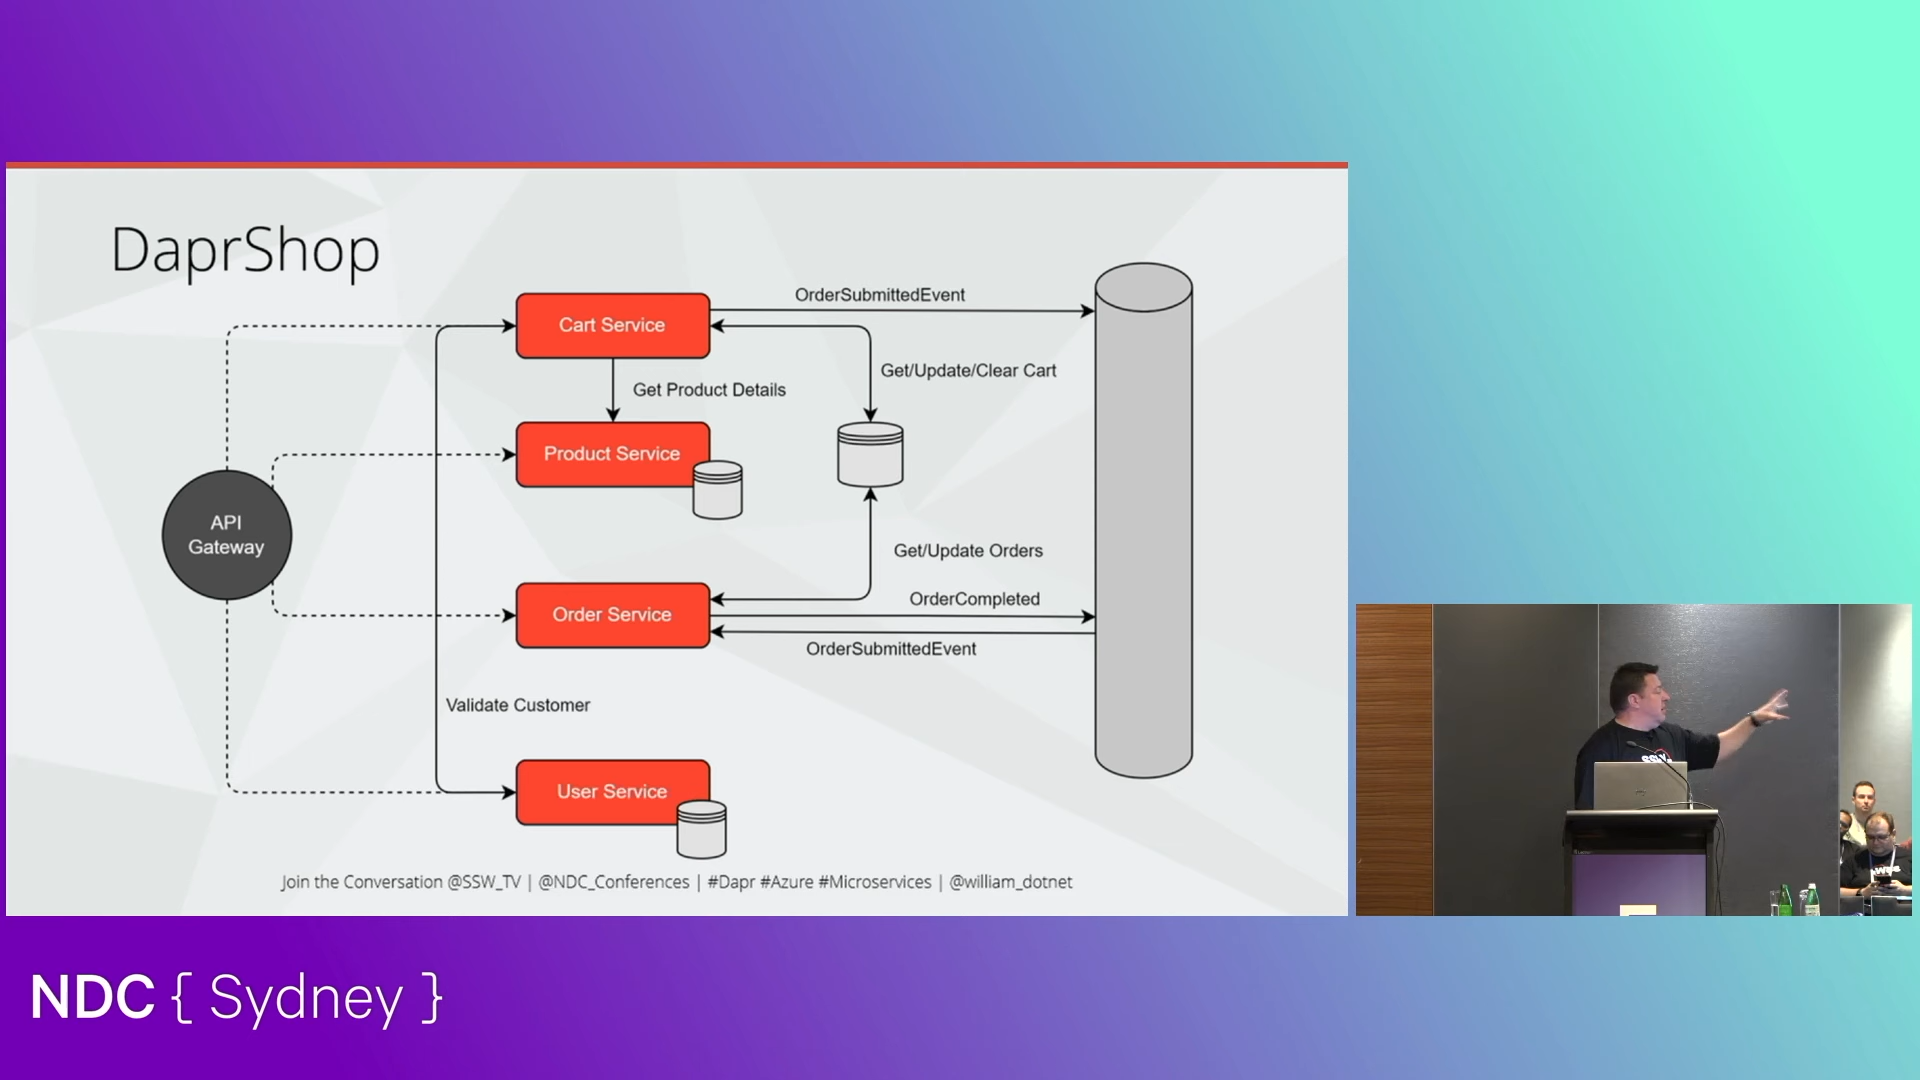 DaprShop
OrderSubmittedEvent
Cart Service
Get/Update/Clear Cart
Get Product Details
Product Service
API
Gateway
Get/Update Orders
OrderCompleted
Order Service
OrderSubmittedEvent
Validate Customer
User Service
Join the Conversation @SSW_TV | @NDC_Conferences | #Dapr #Azure #Microservices | @william_dotnet
SSW
NDC { Sydney }